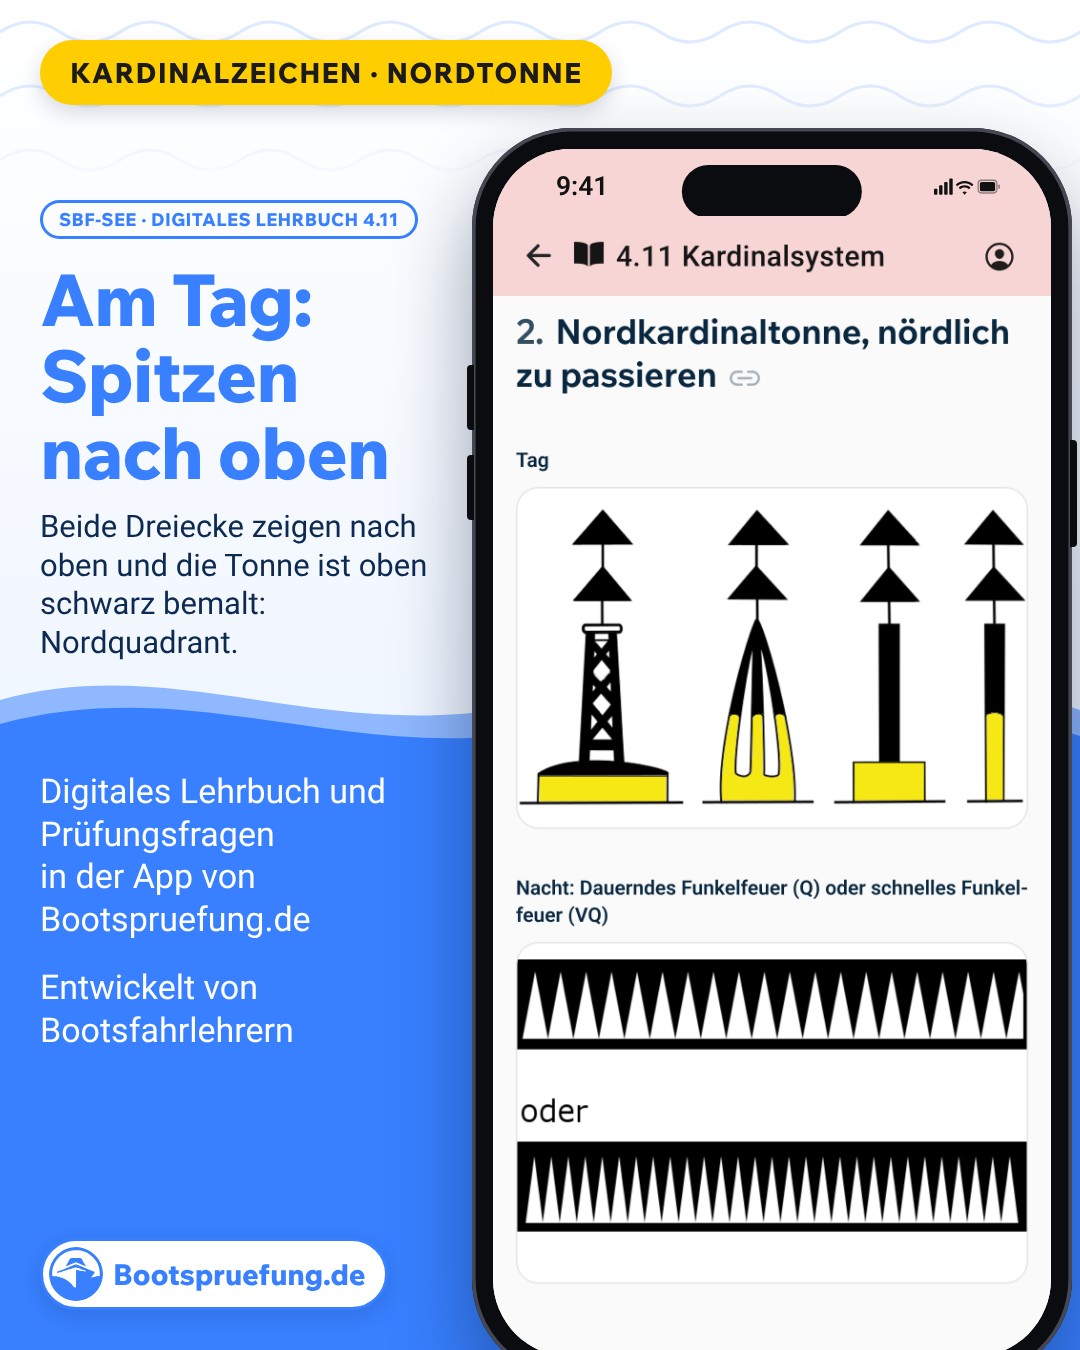 KARDINALZEICHEN · NORDTONNE
SBF-SEE · DIGITALES LEHRBUCH 4.11
Am Tag:
Spitzen
nach oben
Beide Dreiecke zeigen nach
oben und die Tonne ist oben
schwarz bemalt:
Nordquadrant.
Digitales Lehrbuch und
Prüfungsfragen
in der App von
Bootspruefung.de
Entwickelt von
Bootsfahrlehrern
Bootspruefung.de
9:41
4.11 Kardinalsystem
2. Nordkardinaltonne, nördlich
zu passieren
Tag
Nacht: Dauerndes Funkelfeuer (Q) oder schnelles Funkel-
feuer (VQ)
oder